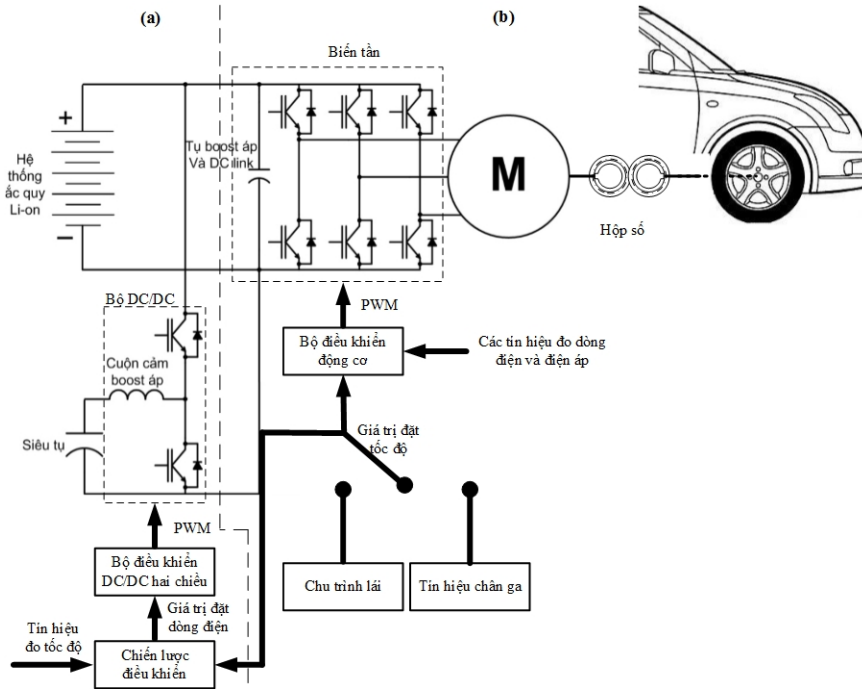 (a)
(b)
Biến tần
Hệ
thống
ắc quy
Li-on
+
−
Tụ boost áp
Và DC link
M
Hộp số
Bộ DC/DC
PWM
Bộ điều khiển
động cơ
Các tin hiệu đo dòng
điện và điện áp
Cuộn cảm
boost áp
Siêu tụ
Giá trị đặt
tốc độ
PWM
Bộ điều khiển
DC/DC hai chiều
Chu trình lái
Tin hiệu chân ga
Giá trị đặt
dòng điện
Tin hiệu
đo tốc độ
Chiến lược
điều khiển